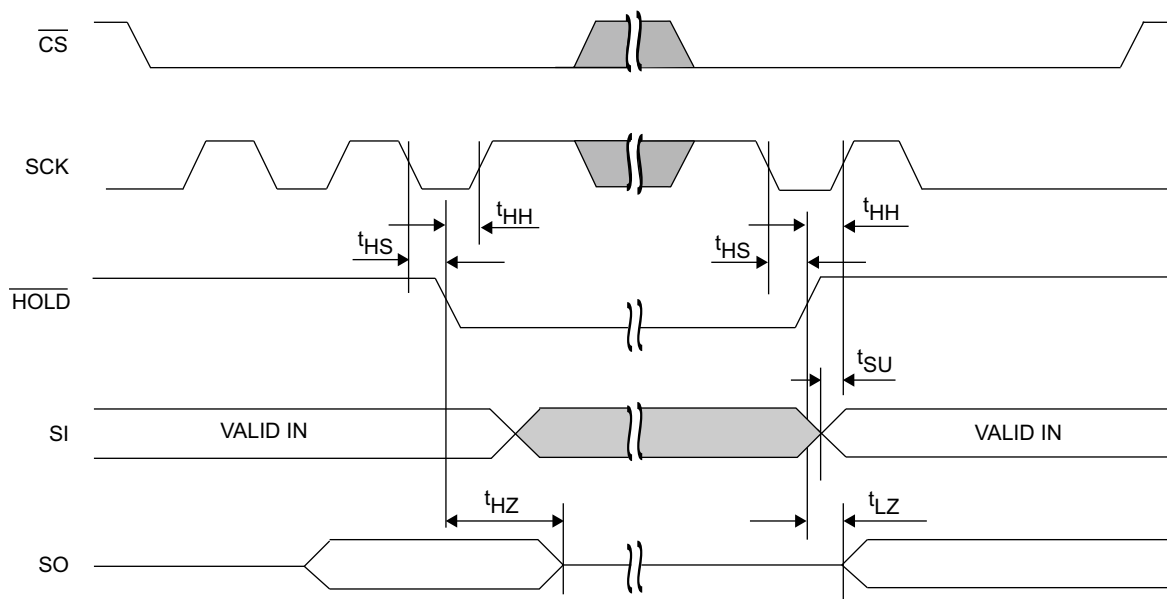 CS
SCK
tHH
tHH
tHS
tHS
HOLD
tSU
SI
VALID IN
VALID IN
tHZ
tLZ
SO